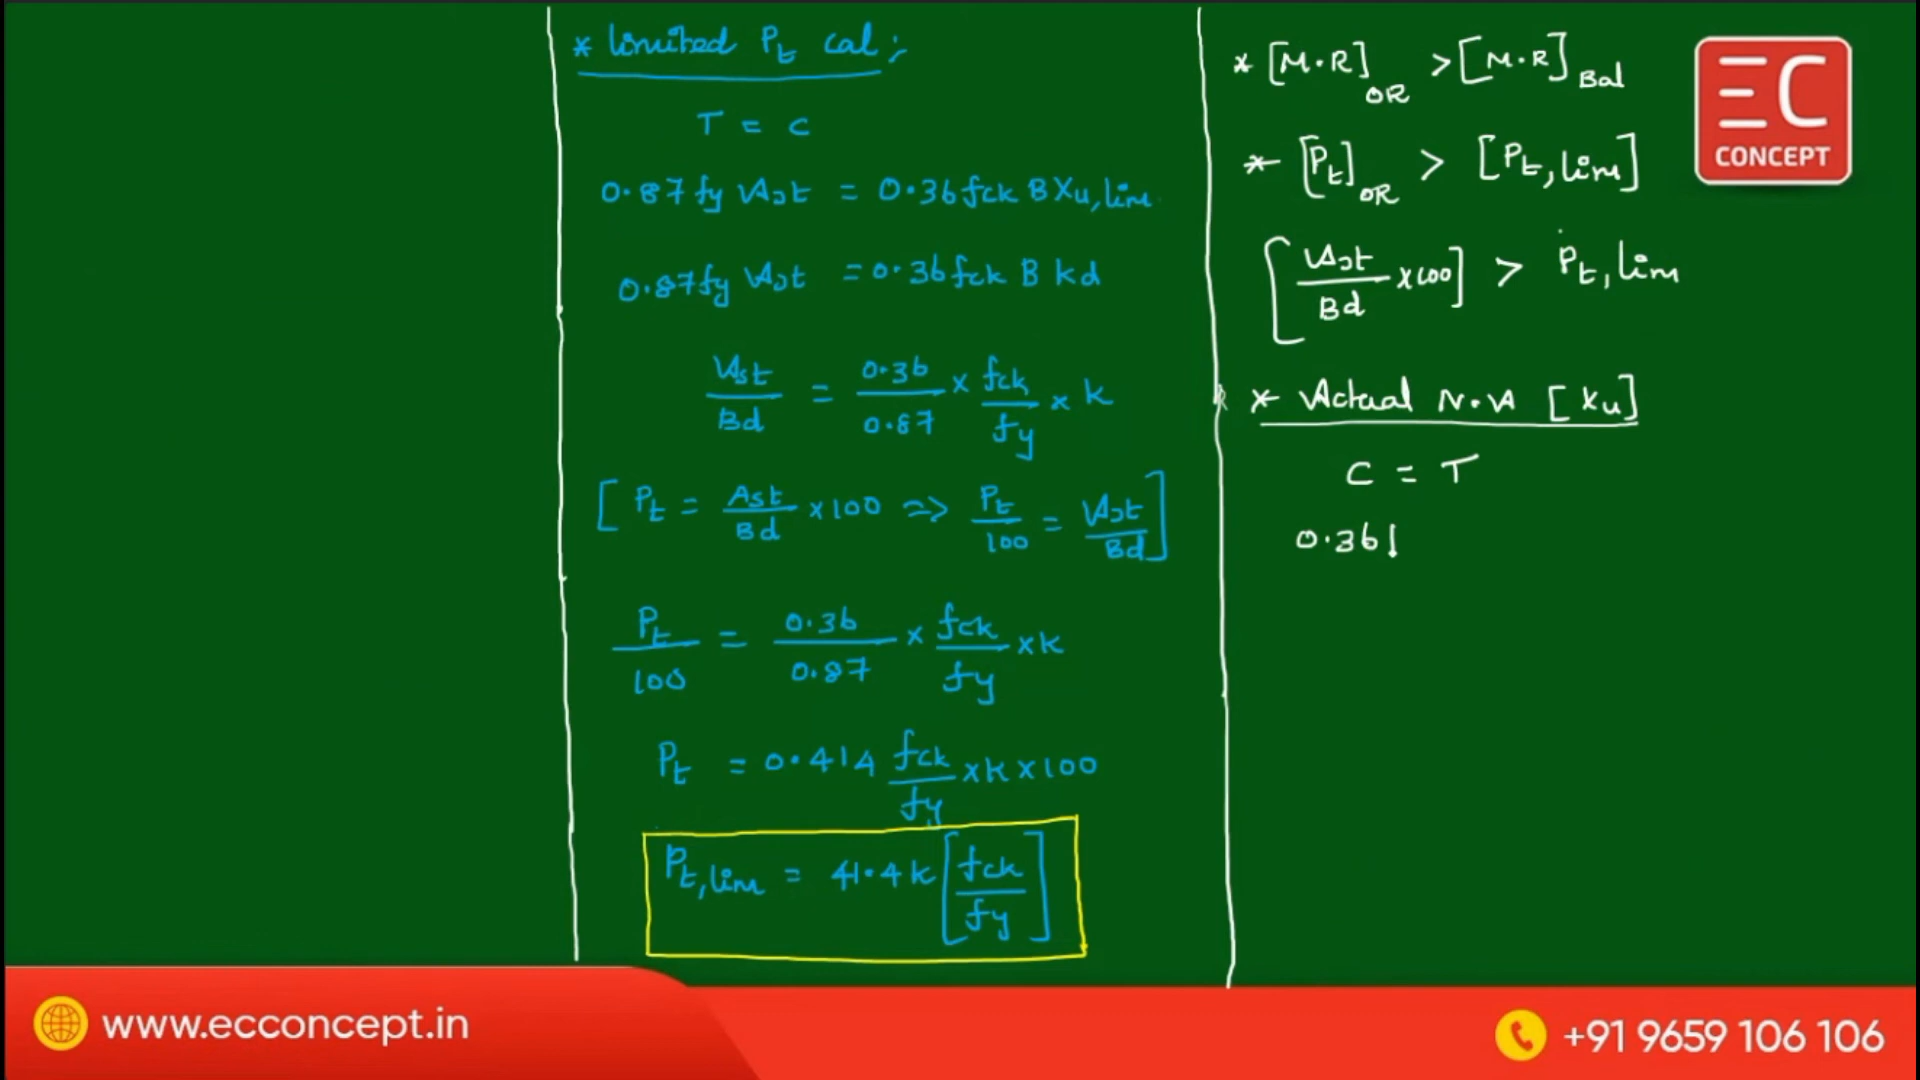 * Limited Pt cal :-
T = C
0.87 fy Ast = 0.36 fck B Xu,lim
0.87 fy Ast = 0.36 fck B kd
Ast/Bd = 0.36/0.87 x fck/fy x k
[ Pt = Ast/Bd x 100 => Pt/100 = Ast/Bd ]
Pt/100 = 0.36/0.87 x fck/fy x k
Pt = 0.414 fck/fy x k x 100
Pt,lim = 41.4 k [ fck/fy ]
* [M.R]OR > [M.R]Bal
* [Pt]OR > [Pt,lim]
[ Ast/Bd x 100 ] > Pt,lim
* Actual N.A [Xu]
C = T
0.36
EC
CONCEPT
www.ecconcept.in
+91 9659 106 106